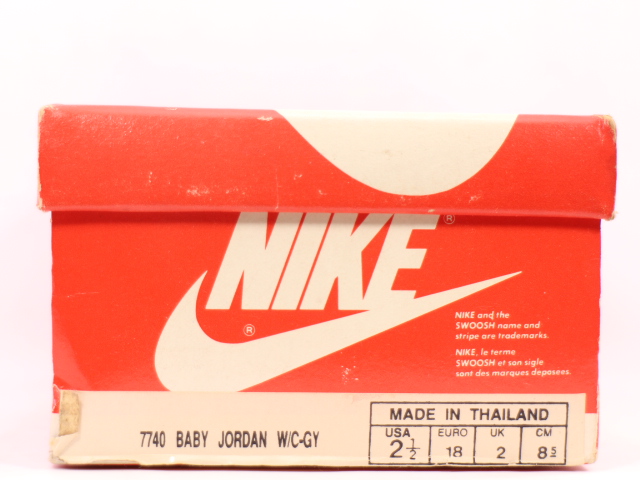 NIKE ®
®
NIKE and the
SWOOSH name and
stripe are trademarks.
NIKE, le terme
SWOOSH et son sigle
sont des marques deposees.
7740 BABY JORDAN W/C-GY
MADE IN THAILAND
USA EURO UK CM
2 1/2 18 2 8 5